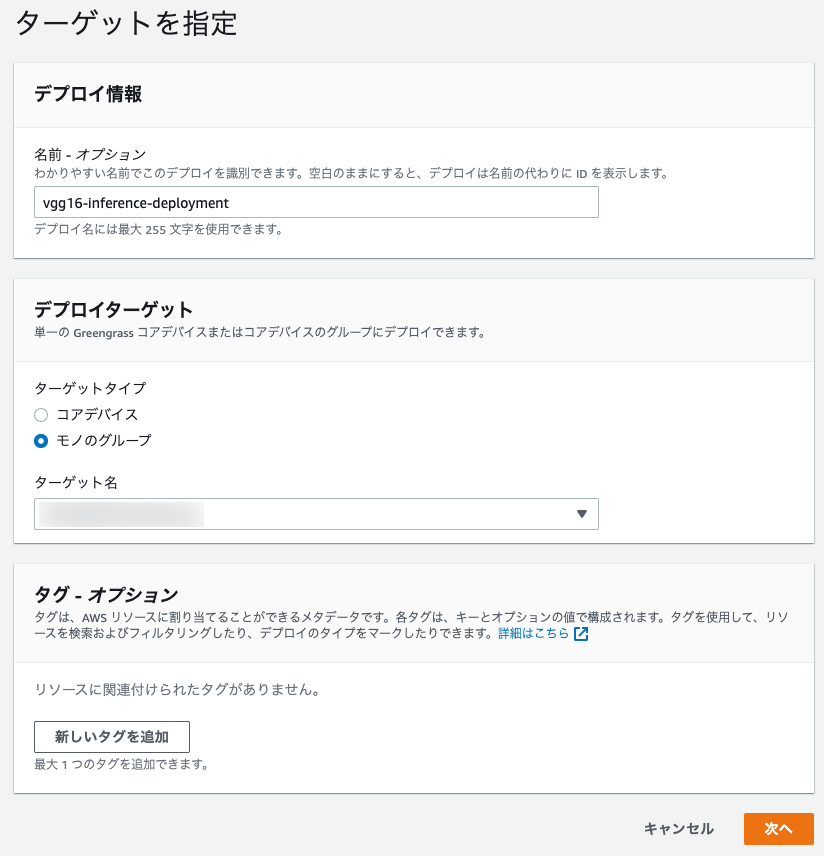 ターゲットを指定
デプロイ情報
名前 - オプション
わかりやすい名前でこのデプロイを識別できます。空白のままにすると、デプロイは名前の代わりに ID を表示します。
vgg16-inference-deployment
デプロイ名には最大 255 文字を使用できます。
デプロイターゲット
単一の Greengrass コアデバイスまたはコアデバイスのグループにデプロイできます。
ターゲットタイプ
コアデバイス
モノのグループ
ターゲット名
タグ - オプション
タグは、AWS リソースに割り当てることができるメタデータです。各タグは、キーとオプションの値で構成されます。タグを使用して、リソ
ースを検索およびフィルタリングしたり、デプロイのタイプをマークしたりできます。詳細はこちら
リソースに関連付けられたタグがありません。
新しいタグを追加
最大 1 つのタグを追加できます。
キャンセル
次へ